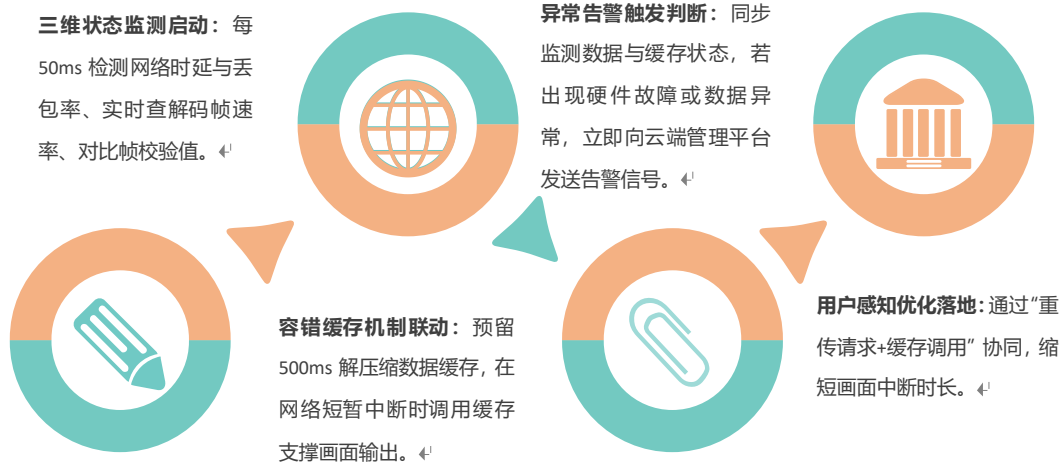 三维状态监测启动：每
50ms 检测网络时延与丢
包率、实时查解码帧速
率、对比帧校验值。
容错缓存机制联动：预留
500ms 解压缩数据缓存，在
网络短暂中断时调用缓存
支撑画面输出。
异常告警触发判断：同步
监测数据与缓存状态，若
出现硬件故障或数据异
常，立即向云端管理平台
发送告警信号。
用户感知优化落地：通过“重
传请求+缓存调用”协同，缩
短画面中断时长。